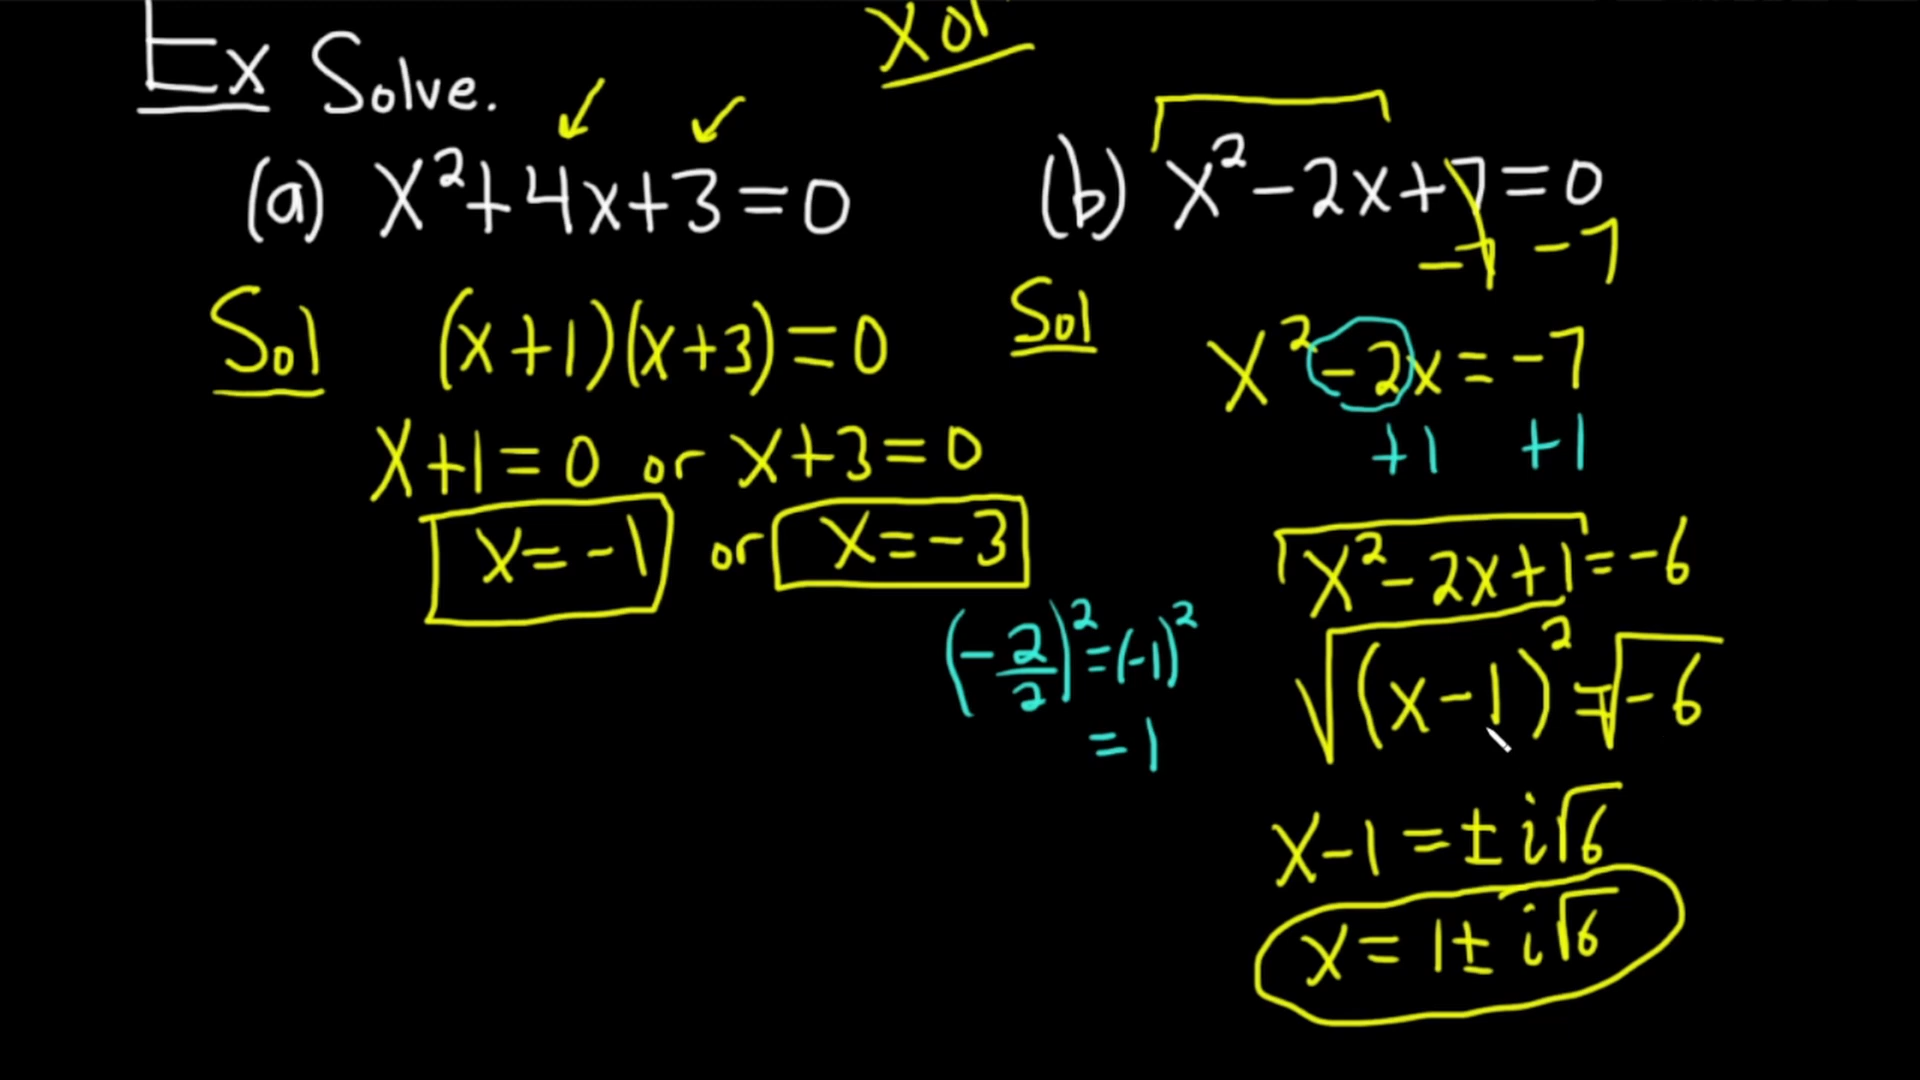 Xol
Ex Solve.
(a) x²+4x+3=0
Sol (x+1)(x+3)=0
x+1=0 or x+3=0
x=-1 or x=-3
(b) x²-2x+7=0
-7 -7
Sol x²-2x=-7
+1 +1
x²-2x+1=-6
(-2/2)²=(-1)²
=1
√(x-1)²=√-6
x-1=±i√6
x=1±i√6